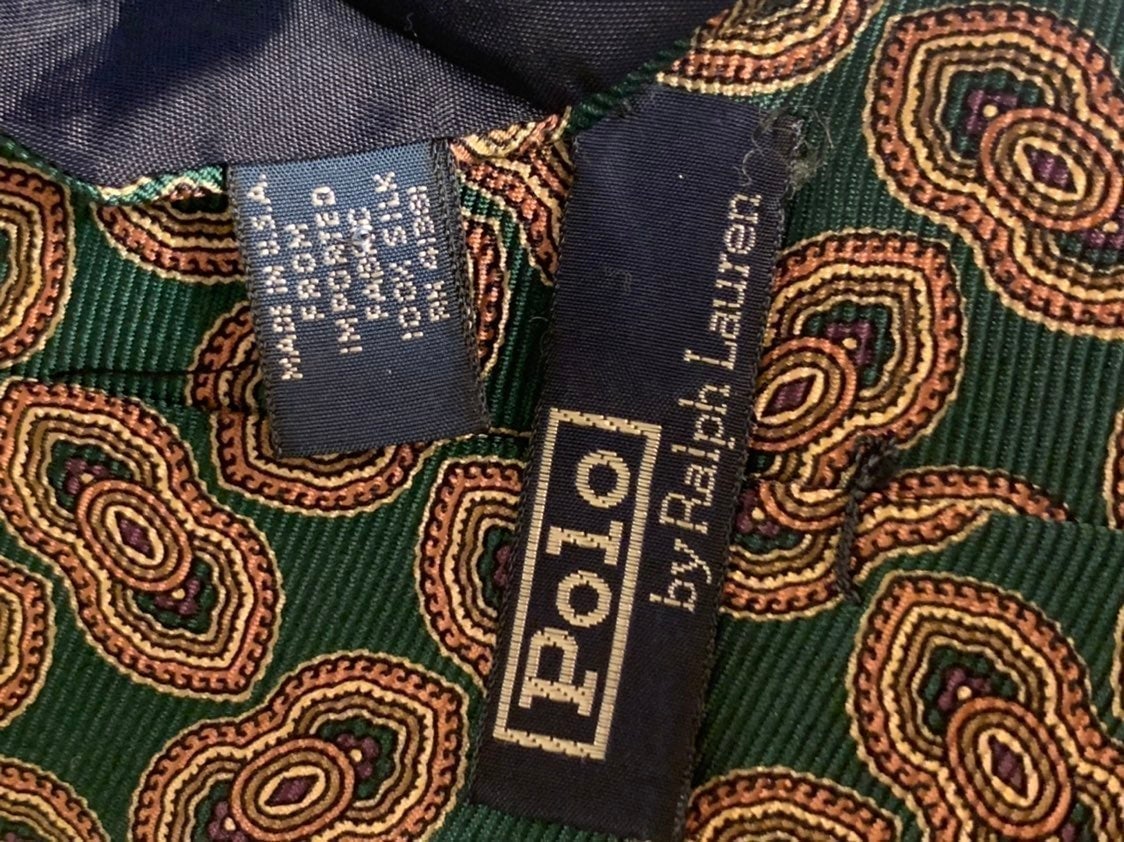 MADE IN U.S.A.
FROM
IMPORTED
FABRIC
100% SILK
RN 41381
Polo
by Ralph Lauren